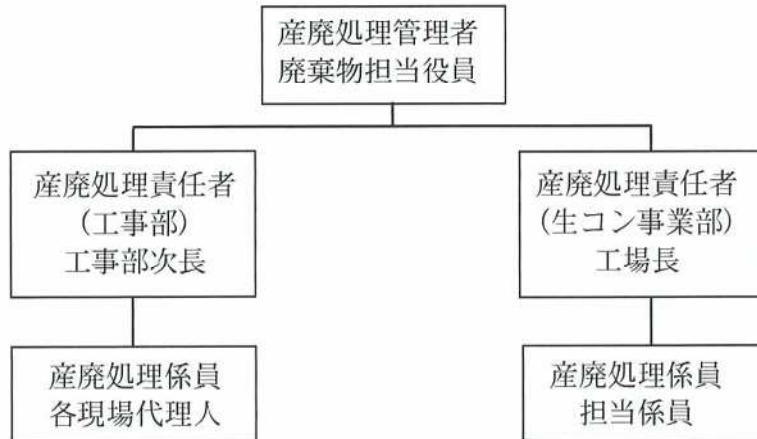 産廃処理管理者
廃棄物担当役員
産廃処理責任者
(工事部)
工事部次長
産廃処理責任者
(生コン事業部)
工場長
産廃処理係員
各現場代理人
産廃処理係員
担当係員